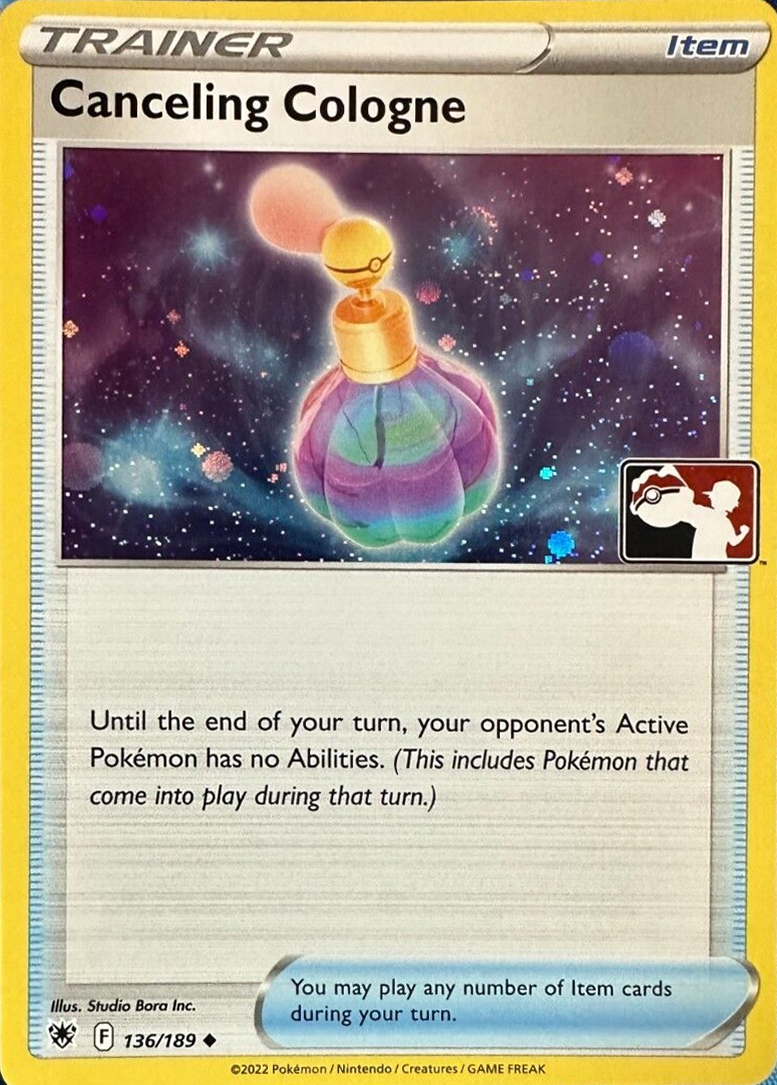 TRAINER
Item
Canceling Cologne
™
Until the end of your turn, your opponent's Active
Pokémon has no Abilities. (This includes Pokémon that
come into play during that turn.)
You may play any number of Item cards
during your turn.
Illus. Studio Bora Inc.
F 136/189 ◆
©2022 Pokémon / Nintendo / Creatures / GAME FREAK